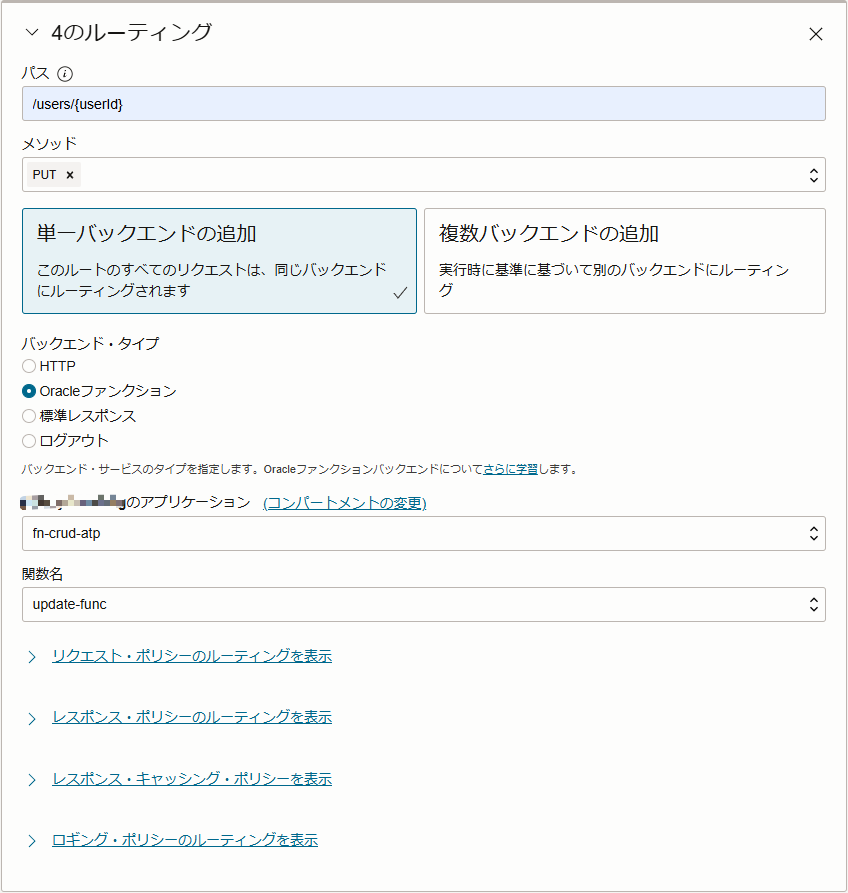 4のルーティング
パス
/users/{userId}
メソッド
PUT
単一バックエンドの追加
このルートのすべてのリクエストは、同じバックエンド
にルーティングされます
複数バックエンドの追加
実行時に基準に基づいて別のバックエンドにルーティン
グ
バックエンド・タイプ
HTTP
Oracleファンクション
標準レスポンス
ログアウト
バックエンド・サービスのタイプを指定します。Oracleファンクションバックエンドについてさらに学習します。
のアプリケーション (コンパートメントの変更)
fn-crud-atp
関数名
update-func
リクエスト・ポリシーのルーティングを表示
レスポンス・ポリシーのルーティングを表示
レスポンス・キャッシング・ポリシーを表示
ロギング・ポリシーのルーティングを表示